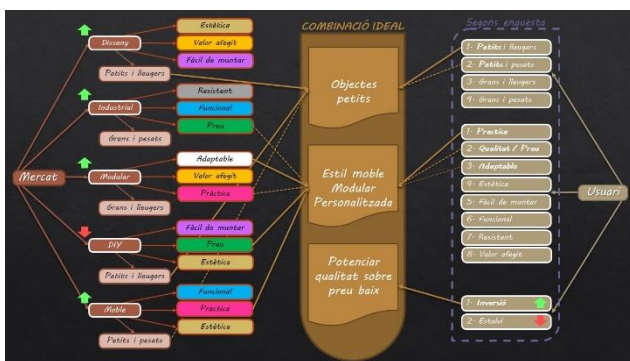 COMBINACIÓ IDEAL
Segons enquesta
Mercat
Disseny
Estètica
Valor afegit
Fàcil de muntar
Petits i lleugers
Industrial
Resistent
Funcional
Preu
Grans i pesats
Modular
Adaptable
Valor afegit
Pràctica
Grans i lleugers
DIY
Fàcil de muntar
Preu
Estètica
Petits i lleugers
Moble
Funcional
Pràctica
Estètica
Petits i pesats
Objectes
petits
Estil moble
Modular
Personalitzada
Potenciar
qualitat sobre
preu baix
1- Petits i lleugers
2- Petits i pesats
3- Grans i lleugers
4- Grans i pesats
1- Practica
2- Qualitat / Preu
3- Adaptable
4- Estètica
5- Fàcil de muntar
6- Funcional
7- Resistent
8- Valor afegit
1- Inversió
2- Estalvi
Usuari